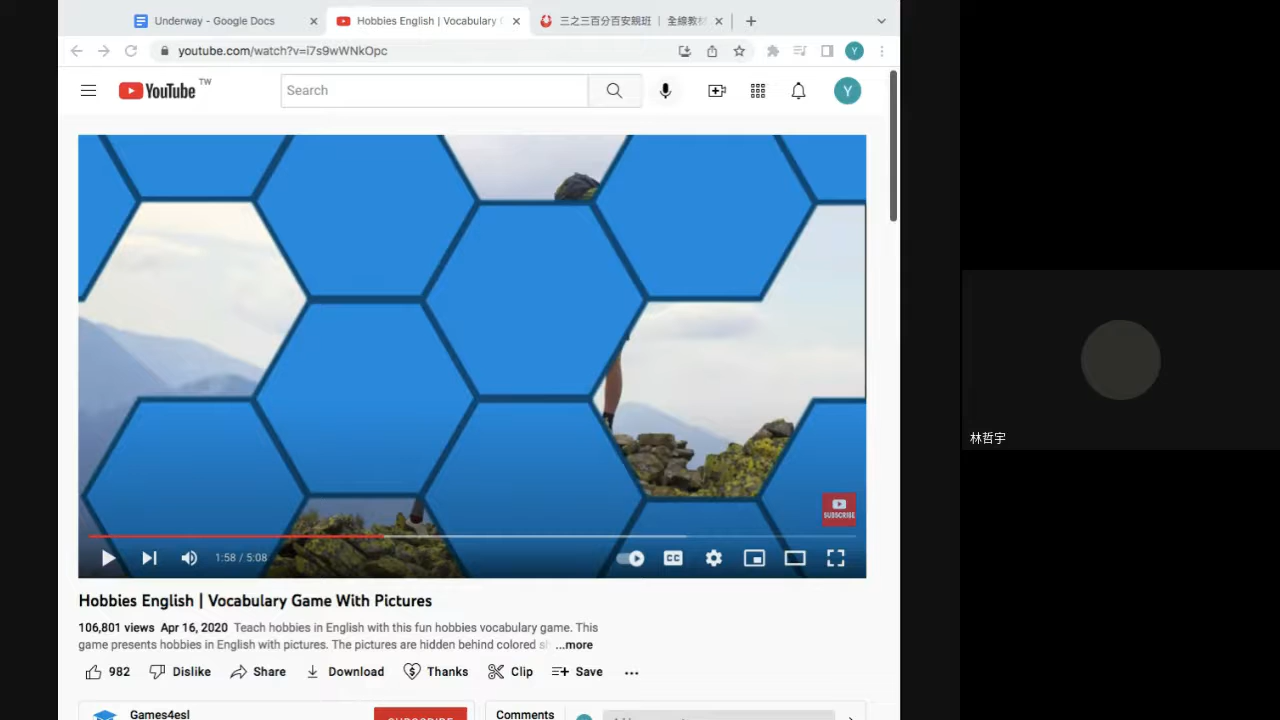 Underway - Google Docs
Hobbies English | Vocabulary
三之三百分百安親班 | 全線教材
youtube.com/watch?v=i7s9wWNkOpc
Y
YouTube TW
Search
Y
SUBSCRIBE
1:58 / 5:08
CC
Hobbies English | Vocabulary Game With Pictures
106,801 views Apr 16, 2020 Teach hobbies in English with this fun hobbies vocabulary game. This
game presents hobbies in English with pictures. The pictures are hidden behind colored ...more
982 Dislike Share Download Thanks Clip Save
Games4esl
SUBSCRIBE
Comments
林哲宇